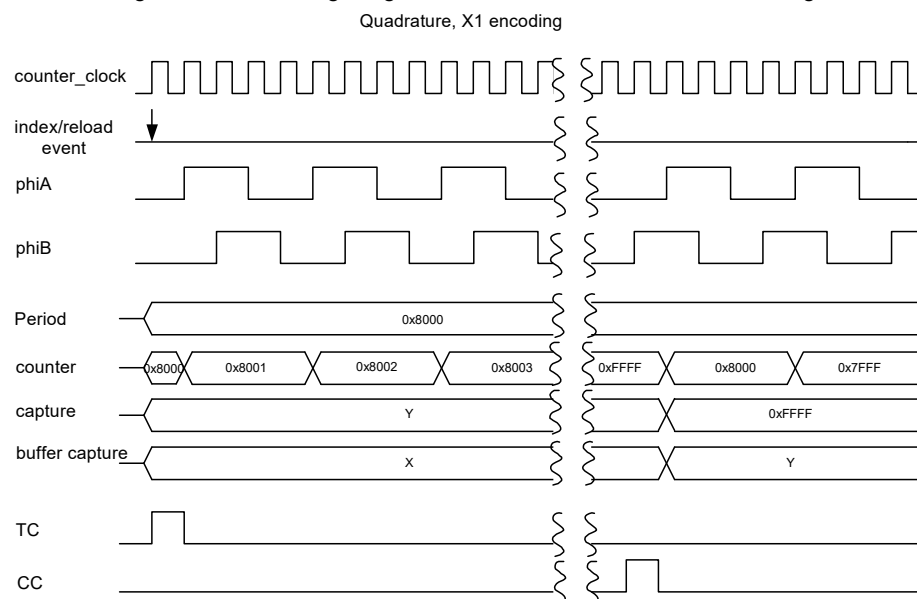 Quadrature, X1 encoding
counter_clock
index/reload
event
phiA
phiB
Period
0x8000
counter
0x8000 0x8001 0x8002 0x8003 0xFFFF 0x8000 0x7FFF
capture
Y 0xFFFF
buffer capture
X Y
TC
CC